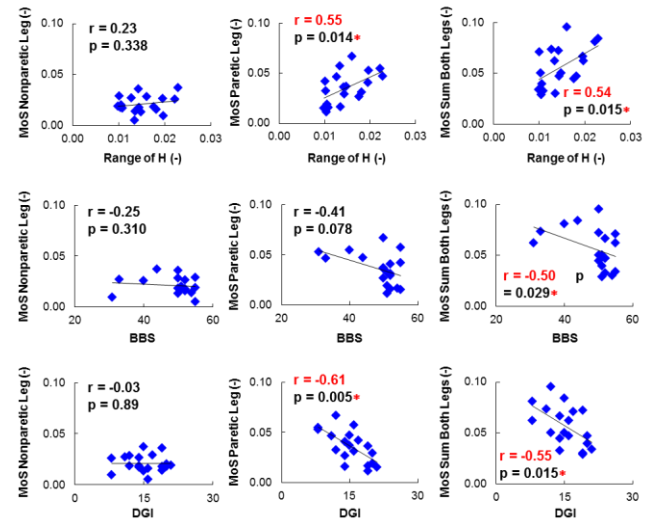 MoS Nonparetic Leg (-)
0.10
0.05
0.00
r = 0.23
p = 0.338
0.00
0.01
0.02
0.03
Range of H (-)
MoS Paretic Leg (-)
0.10
0.05
0.00
r = 0.55
p = 0.014*
0.00
0.01
0.02
0.03
Range of H (-)
MoS Sum Both Legs (-)
0.10
0.05
0.00
r = 0.54
p = 0.015*
0.00
0.01
0.02
0.03
Range of H (-)
MoS Nonparetic Leg (-)
0.10
0.05
0.00
r = -0.25
p = 0.310
20
40
60
BBS
MoS Paretic Leg (-)
0.10
0.05
0.00
r = -0.41
p = 0.078
20
40
60
BBS
MoS Sum Both Legs (-)
0.10
0.05
0.00
r = -0.50 p
= 0.029*
20
40
60
BBS
MoS Nonparetic Leg (-)
0.10
0.05
0.00
r = -0.03
p = 0.89
0
15
30
DGI
MoS Paretic Leg (-)
0.10
0.05
0.00
r = -0.61
p = 0.005*
0
15
30
DGI
MoS Sum Both Legs (-)
0.10
0.05
0.00
r = -0.55
p = 0.015*
0
10
20
30
DGI